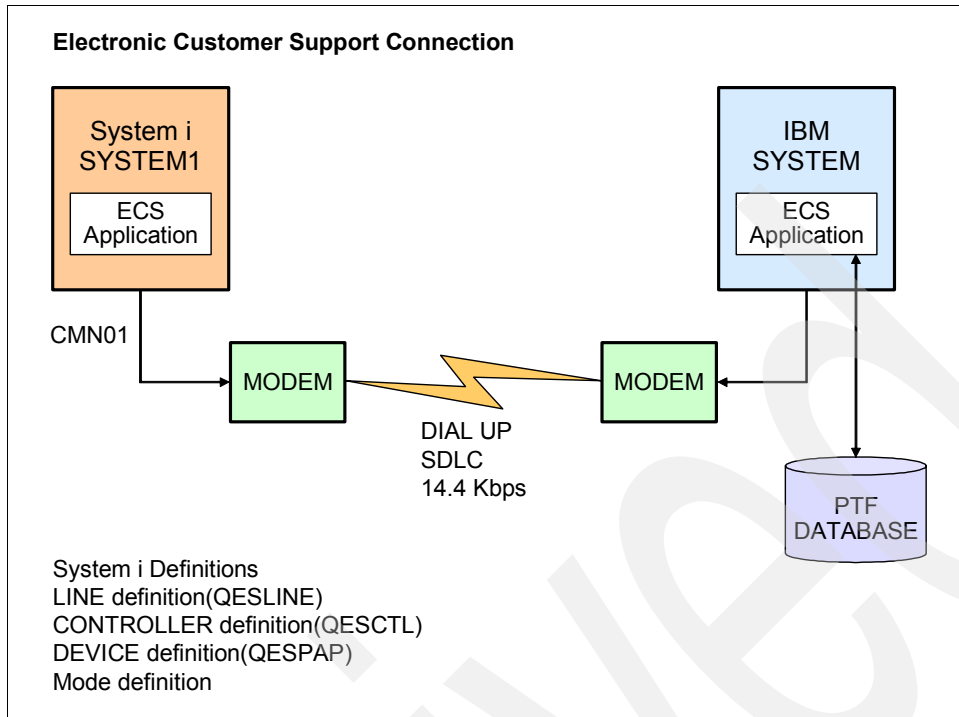 Electronic Customer Support Connection
System i
SYSTEM1
ECS
Application
IBM
SYSTEM
ECS
Application
CMN01
MODEM
MODEM
DIAL UP
SDLC
14.4 Kbps
PTF
DATABASE
System i Definitions
LINE definition(QESLINE)
CONTROLLER definition(QESCTL)
DEVICE definition(QESPAP)
Mode definition